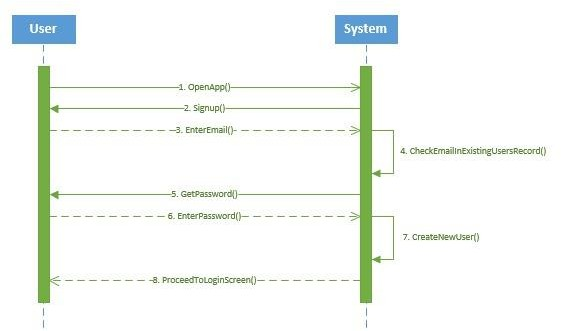 User
System
1. OpenApp()
2. Signup()
3. EnterEmail()
4. CheckEmailInExistingUsersRecord()
5. GetPassword()
6. EnterPassword()
7. CreateNewUser()
8. ProceedToLoginScreen()